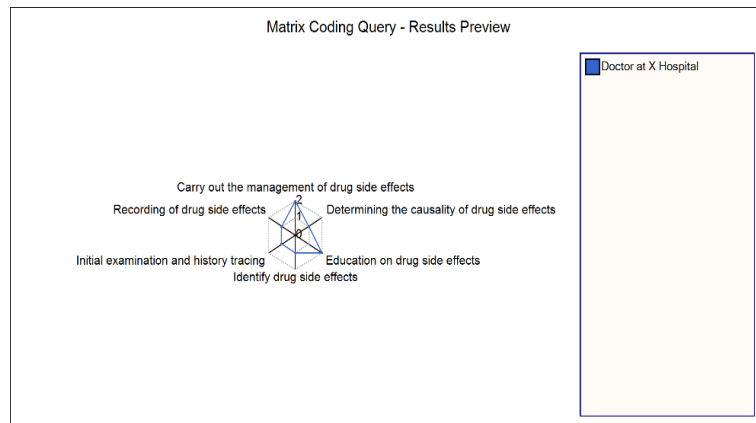 Matrix Coding Query - Results Preview
Doctor at X Hospital
Carry out the management of drug side effects
2
Recording of drug side effects
1
Determining the causality of drug side effects
0
Initial examination and history tracing
Education on drug side effects
Identify drug side effects